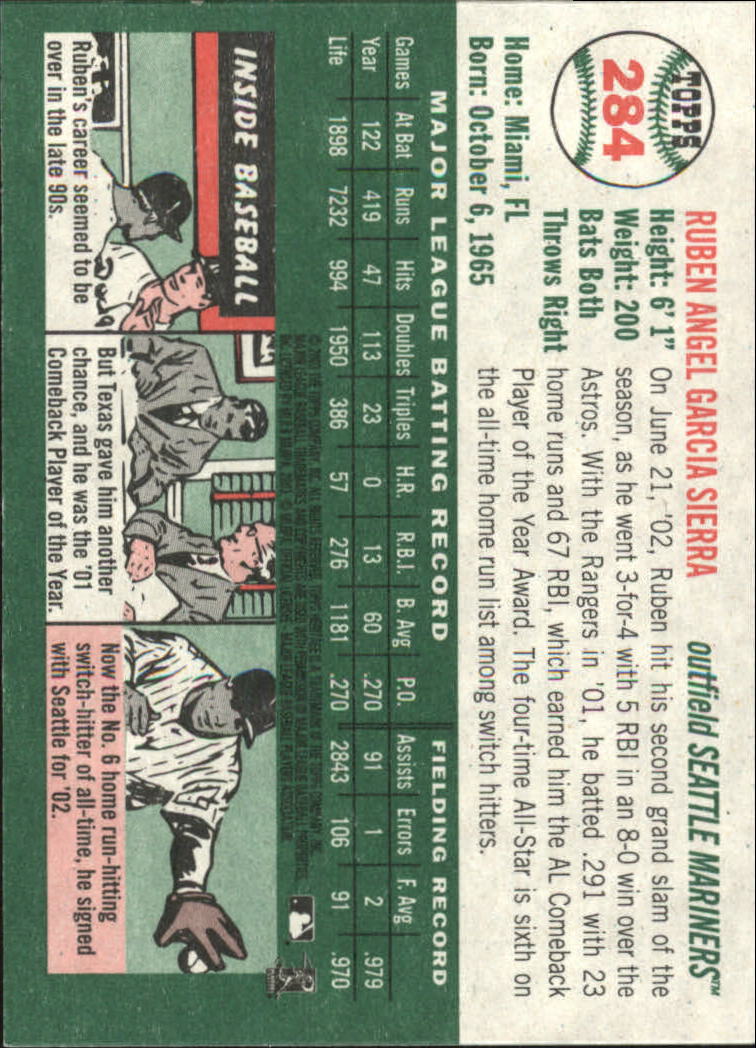 TOPPS
284
RUBEN ANGEL GARCIA SIERRA outfield SEATTLE MARINERS™
Height: 6' 1"
Weight: 200
Bats Both
Throws Right
Home: Miami, FL
Born: October 6, 1965
On June 21, '02, Ruben hit his second grand slam of the
season, as he went 3-for-4 with 5 RBI in an 8-0 win over the
Astros. With the Rangers in '01, he batted .291 with 23
home runs and 67 RBI, which earned him the AL Comeback
Player of the Year Award. The four-time All-Star is sixth on
the all-time home run list among switch hitters.
MAJOR LEAGUE BATTING RECORD FIELDING RECORD
Games At Bat Runs Hits Doubles Triples H.R. R.B.I. B. Avg P.O. Assists Errors F. Avg
Year 122 419 47 113 23 0 13 60 .270 91 1 2 .979
Life 1898 7232 994 1950 386 57 276 1181 .270 2843 106 91 .970
INSIDE BASEBALL
Ruben's career seemed to be
over in the late 90s.
But Texas gave him another
chance, and he was the '01
Comeback Player of the Year.
Now the No. 6 home run-hitting
switch-hitter of all-time, he signed
with Seattle for '02.